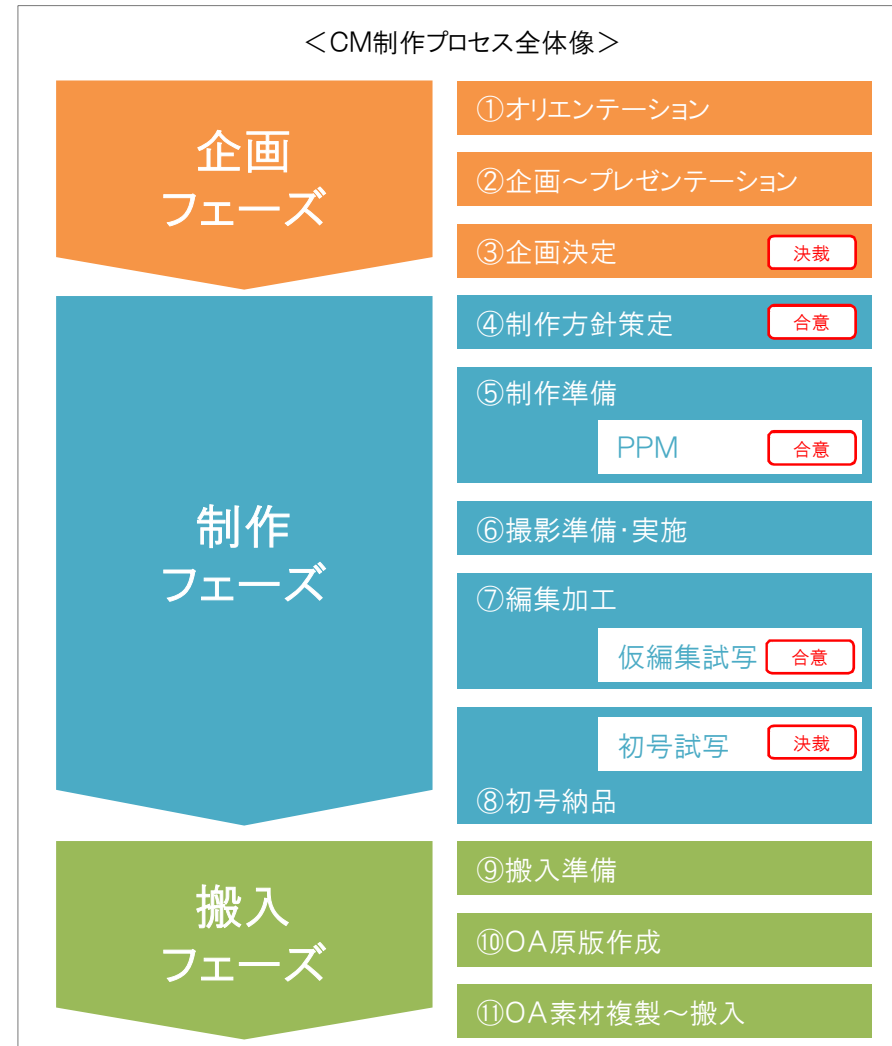 ＜CM制作プロセス全体像＞
企画
フェーズ
①オリエンテーション
②企画～プレゼンテーション
③企画決定
決裁
制作
フェーズ
④制作方針策定
合意
⑤制作準備
PPM
合意
⑥撮影準備・実施
⑦編集加工
仮編集試写
合意
初号試写
決裁
⑧初号納品
搬入
フェーズ
⑨搬入準備
⑩OA原版作成
⑪OA素材複製～搬入